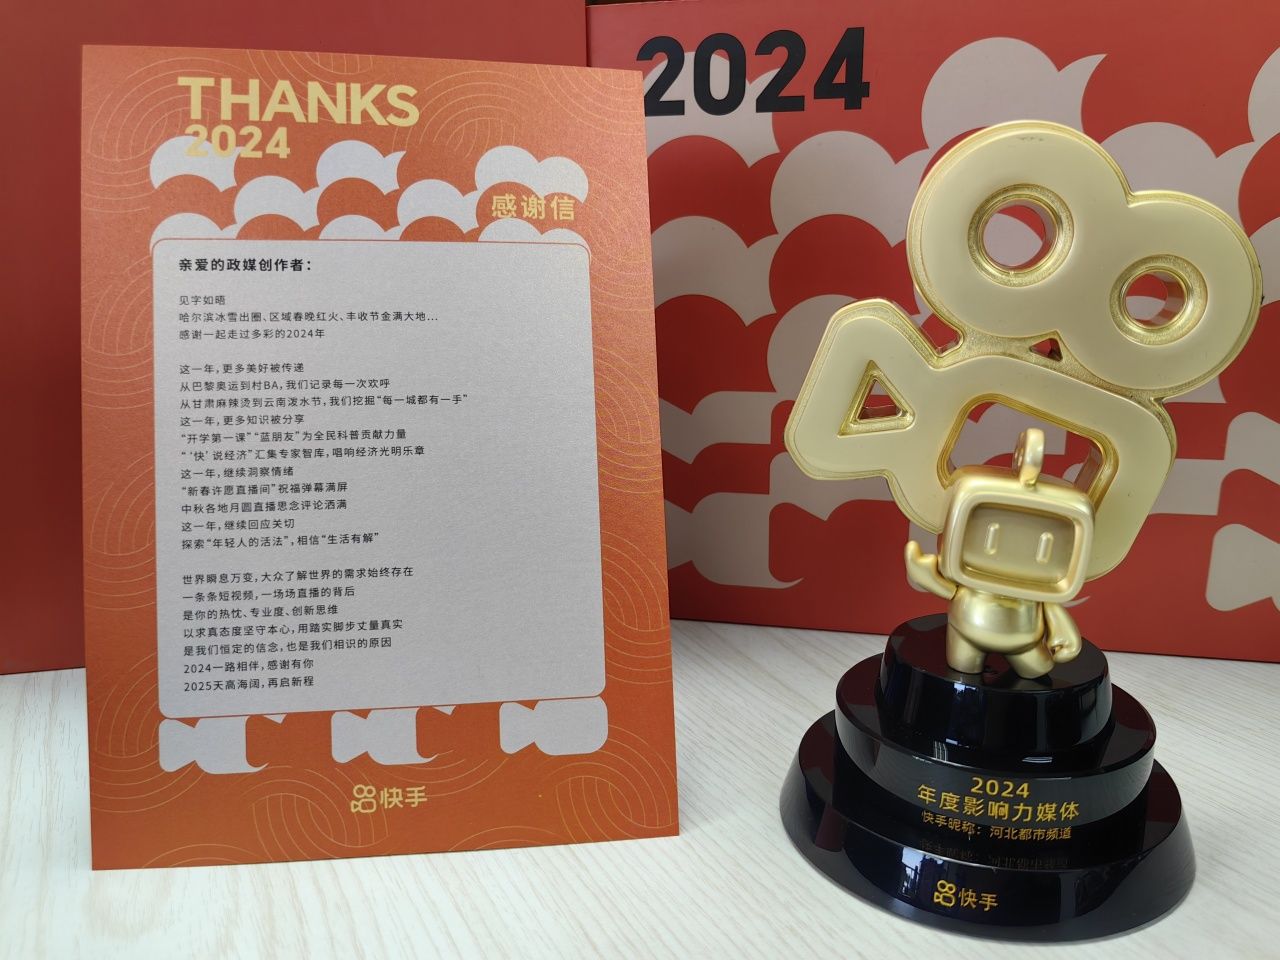 THANKS
2024
感谢信
亲爱的政媒创作者：
见字如晤
哈尔滨冰雪出圈、区域春晚红火、丰收节金满大地…
感谢一起走过多彩的2024年
这一年，更多美好被传递
从巴黎奥运到村BA，我们记录每一次欢呼
从甘肃麻辣烫到云南泼水节，我们挖掘“每一城都有一手”
这一年，更多知识被分享
“开学第一课”“蓝朋友”为全民科普贡献力量
“‘快’说经济”汇集专家智库，唱响经济光明乐章
这一年，继续洞察情绪
“新春许愿直播间”祝福弹幕满屏
中秋各地月圆直播思念评论洒满
这一年，继续回应关切
探索“年轻人的活法”，相信“生活有解”
世界瞬息万变，大众了解世界的需求始终存在
一条条短视频，一场场直播的背后
是你的热忱、专业度、创新思维
以求真态度坚守本心，用踏实脚步丈量真实
是我们恒定的信念，也是我们相识的原因
2024一路相伴，感谢有你
2025天高海阔，再启新程
快手
2024
2024
年度影响力媒体
快手昵称：河北都市频道
快手